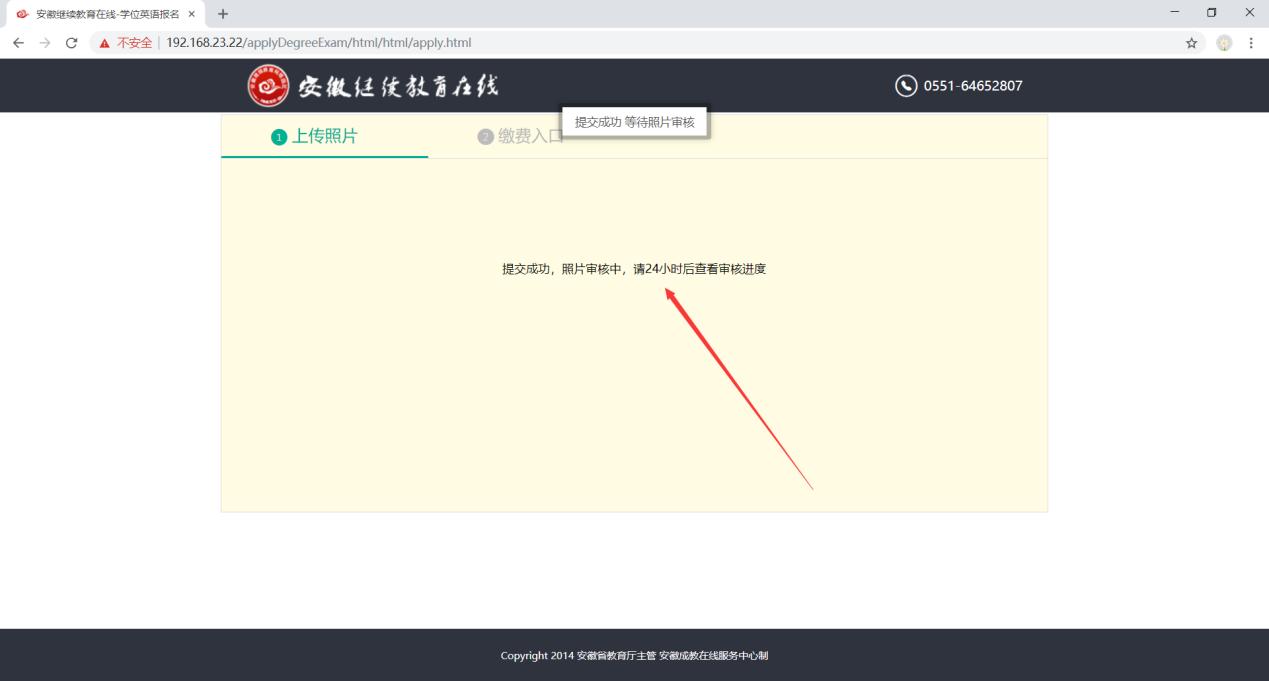 安徽继续教育在线-学位英语报名
不安全 | 192.168.23.22/applyDegreeExam/html/html/apply.html
安徽继续教育在线
0551-64652807
提交成功 等待照片审核
1 上传照片
2 缴费入口
提交成功，照片审核中，请24小时后查看审核进度
Copyright 2014 安徽省教育厅主管 安徽成教在线服务中心制